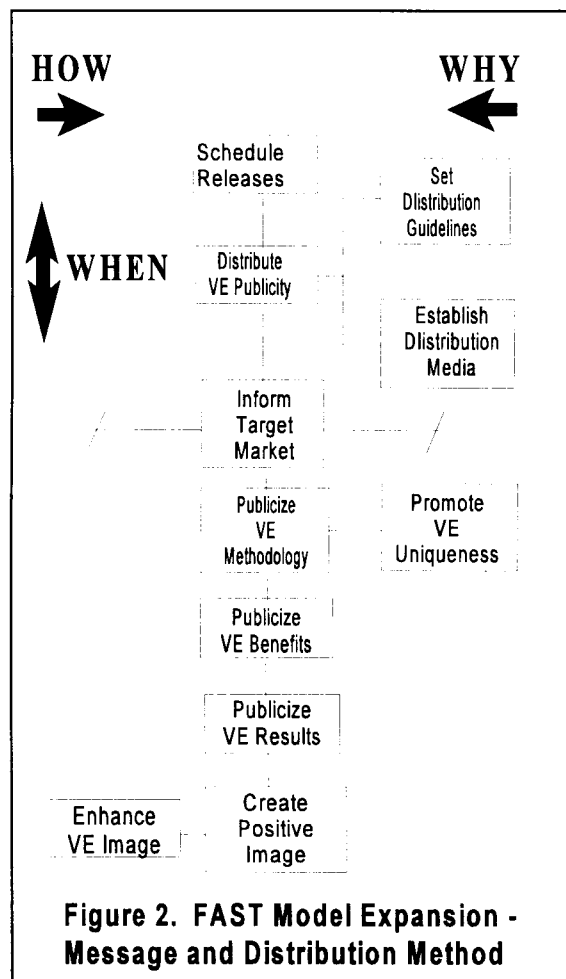 HOW
WHY
Schedule
Releases
Set
DIistribution
Guidelines
WHEN
Distribute
VE Publicity
Establish
DIistribution
Media
Inform
Target
Market
Publicize
VE
Methodology
Promote
VE
Uniqueness
Publicize
VE Benefits
Publicize
VE Results
Enhance
VE Image
Create
Positive
Image
Figure 2. FAST Model Expansion -
Message and Distribution Method